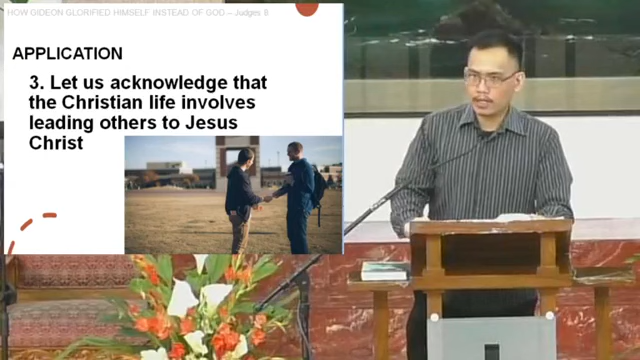 HOW GIDEON GLORIFIED HIMSELF INSTEAD OF GOD – Judges 8
APPLICATION
3. Let us acknowledge that
the Christian life involves
leading others to Jesus
Christ